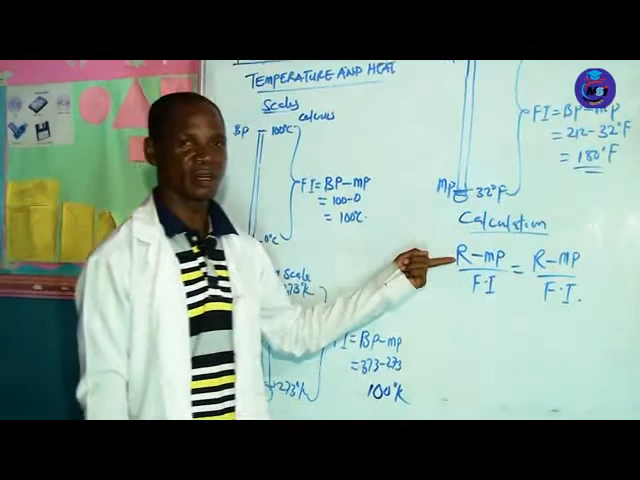 TEMPERATURE AND HEAT
Scales
Celcius
BP
100°C
FI = BP-MP
= 100-0
= 100°C.
0°C
Scale
373°K
FI = BP-MP
= 373-273
100°K
273°K
FI = BP-MP
= 212-32°F
= 180°F
MP
32°F
Calculation
R-MP = R-MP
F.I F.I.